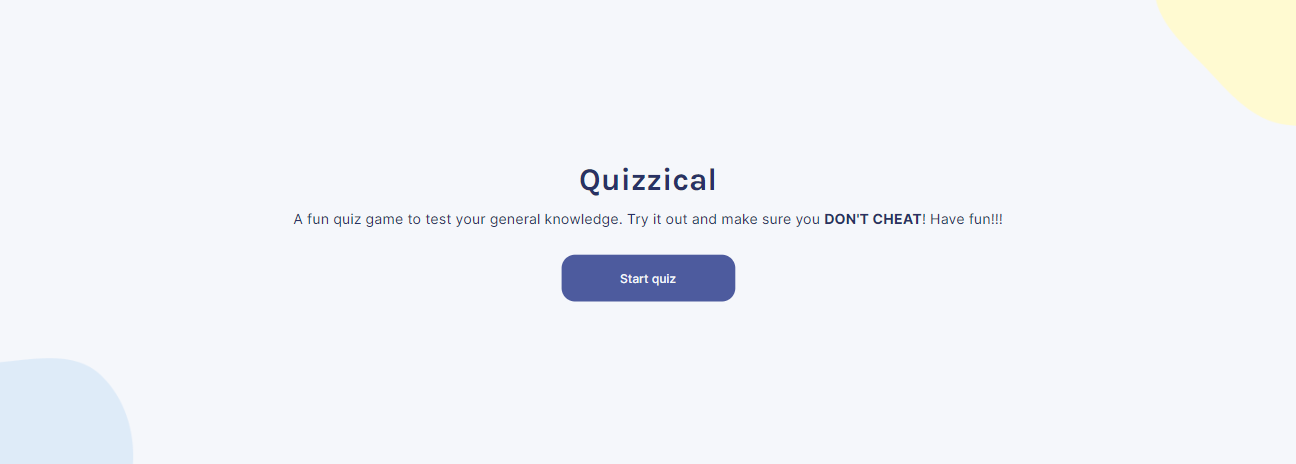 Quizzical
A fun quiz game to test your general knowledge. Try it out and make sure you DON'T CHEAT! Have fun!!!
Start quiz